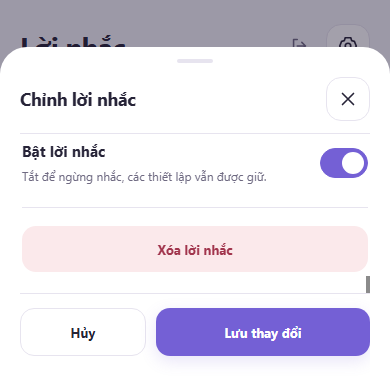 Lời nhắc
Chỉnh lời nhắc
Bật lời nhắc
Tắt để ngừng nhắc, các thiết lập vẫn được giữ.
Xóa lời nhắc
Hủy
Lưu thay đổi